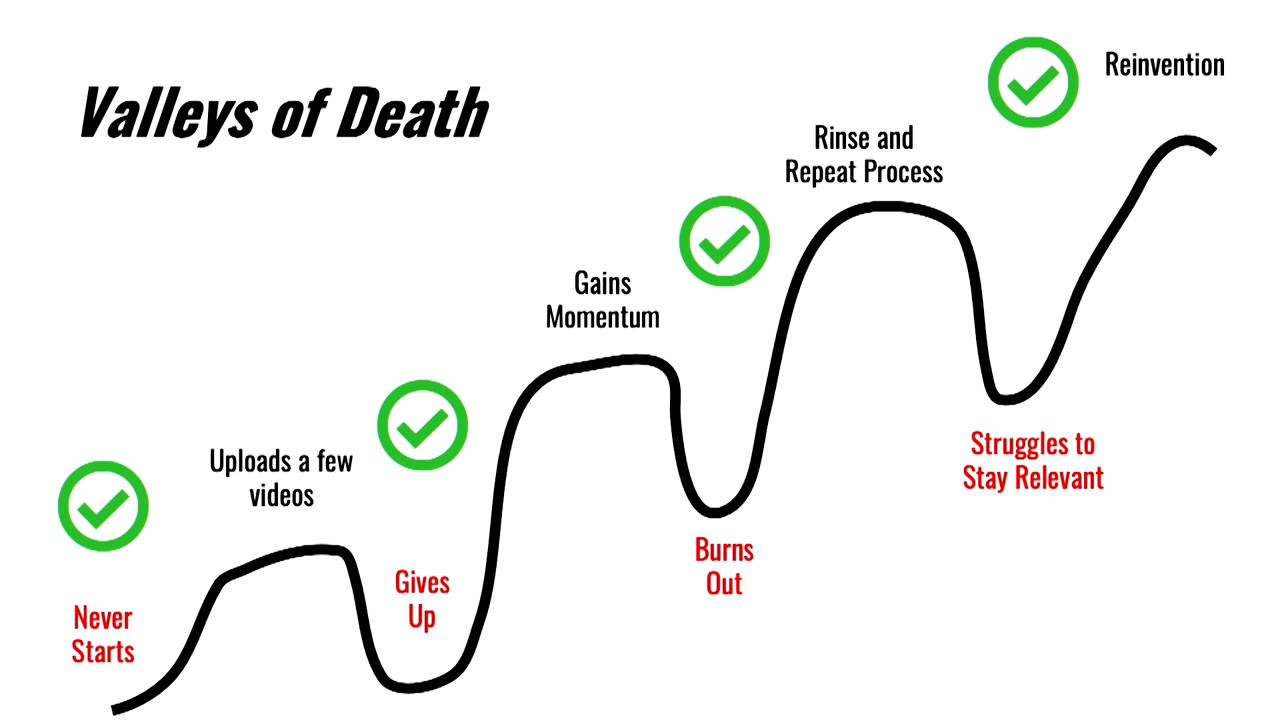 Valleys of Death
Never
Starts
Uploads a few
videos
Gives
Up
Gains
Momentum
Burns
Out
Rinse and
Repeat Process
Struggles to
Stay Relevant
Reinvention